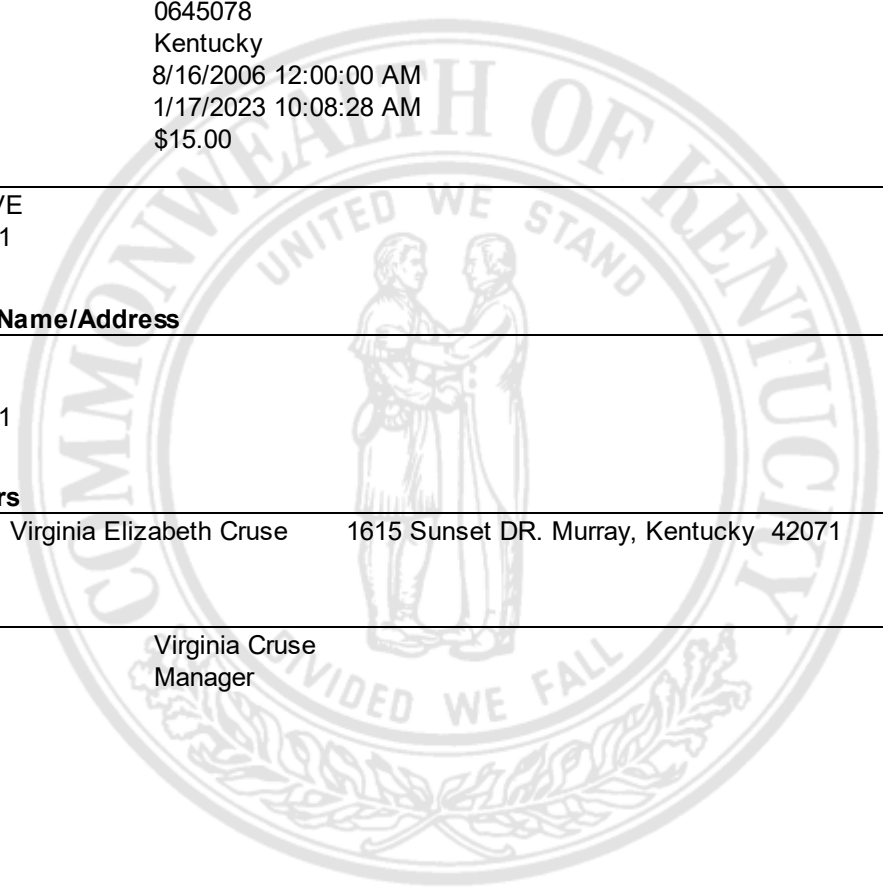 0645078
Kentucky
8/16/2006 12:00:00 AM
1/17/2023 10:08:28 AM
$15.00
VE
1
Name/Address
1
rs
Virginia Elizabeth Cruse 1615 Sunset DR. Murray, Kentucky 42071
Virginia Cruse
Manager
COMMONWEALTH OF KENTUCKY
UNITED WE STAND
DIVIDED WE FALL